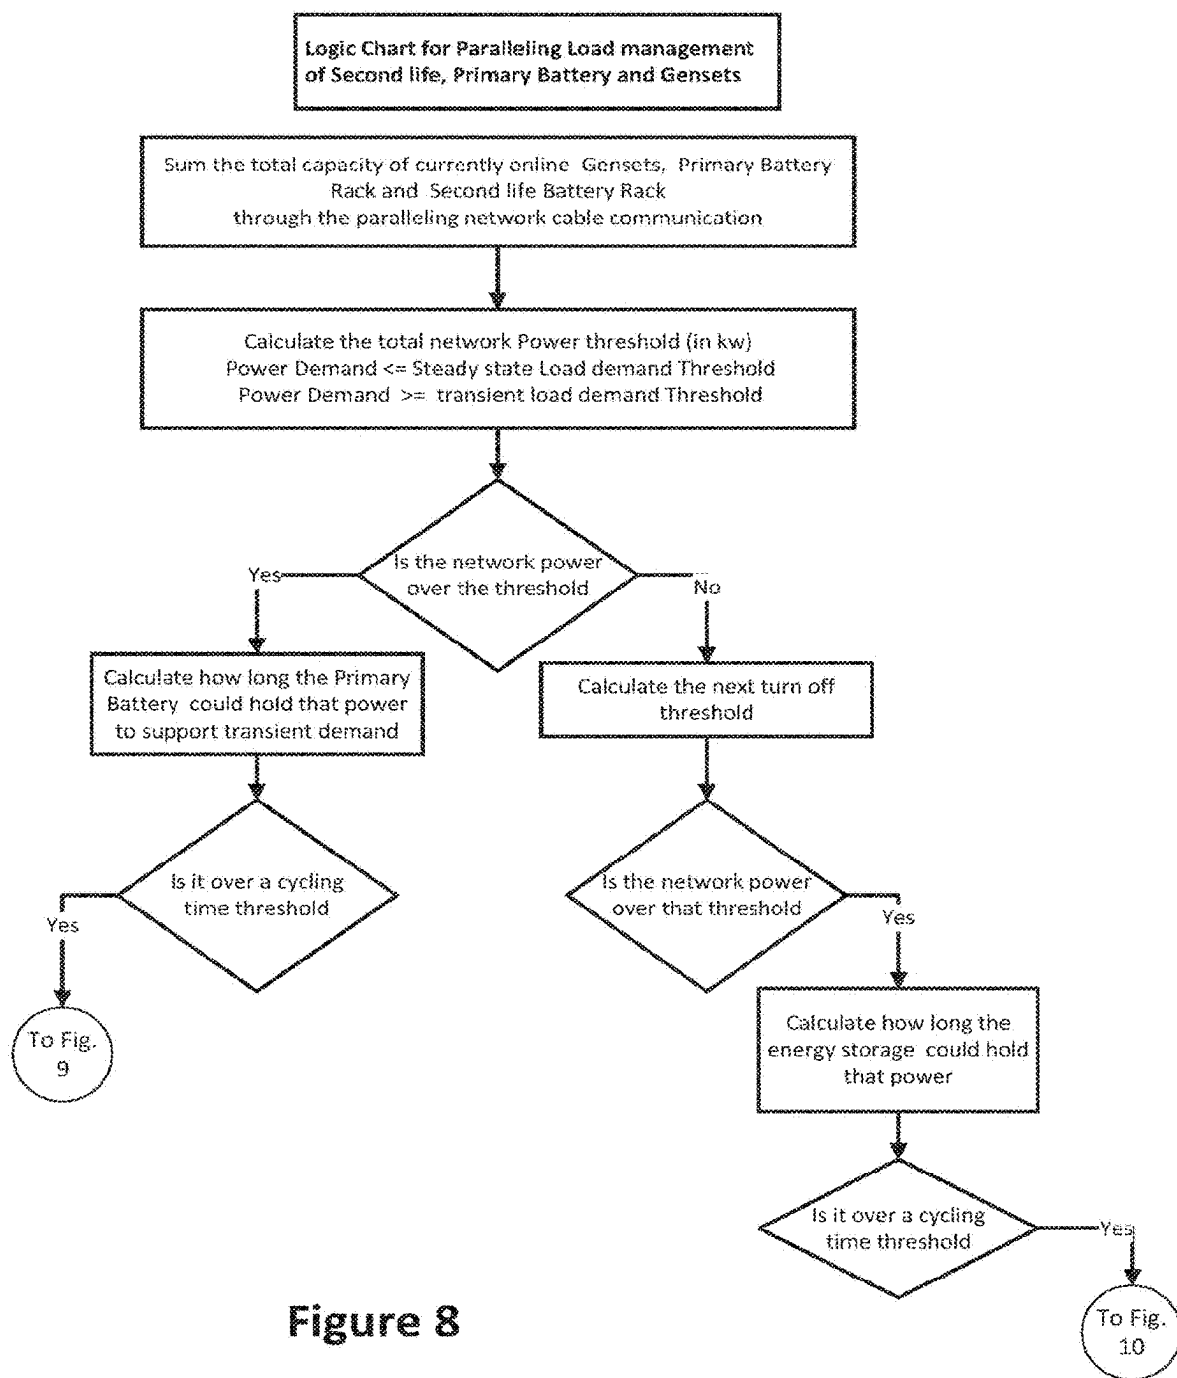 Logic Chart for Paralleling Load management
of Second life, Primary Battery and Gensets
Sum the total capacity of currently online Gensets, Primary Battery
Rack and Second life Battery Rack
through the paralleling network cable communication
Calculate the total network Power threshold (in kw)
Power Demand <= Steady state Load demand Threshold
Power Demand >= transient load demand Threshold
Is the network power
over the threshold
Yes
No
Calculate how long the Primary
Battery could hold that power
to support transient demand
Calculate the next turn off
threshold
Is it over a cycling
time threshold
Yes
Is the network power
over that threshold
Yes
To Fig.
9
Calculate how long the
energy storage could hold
that power
Is it over a cycling
time threshold
Yes
To Fig.
10
Figure 8